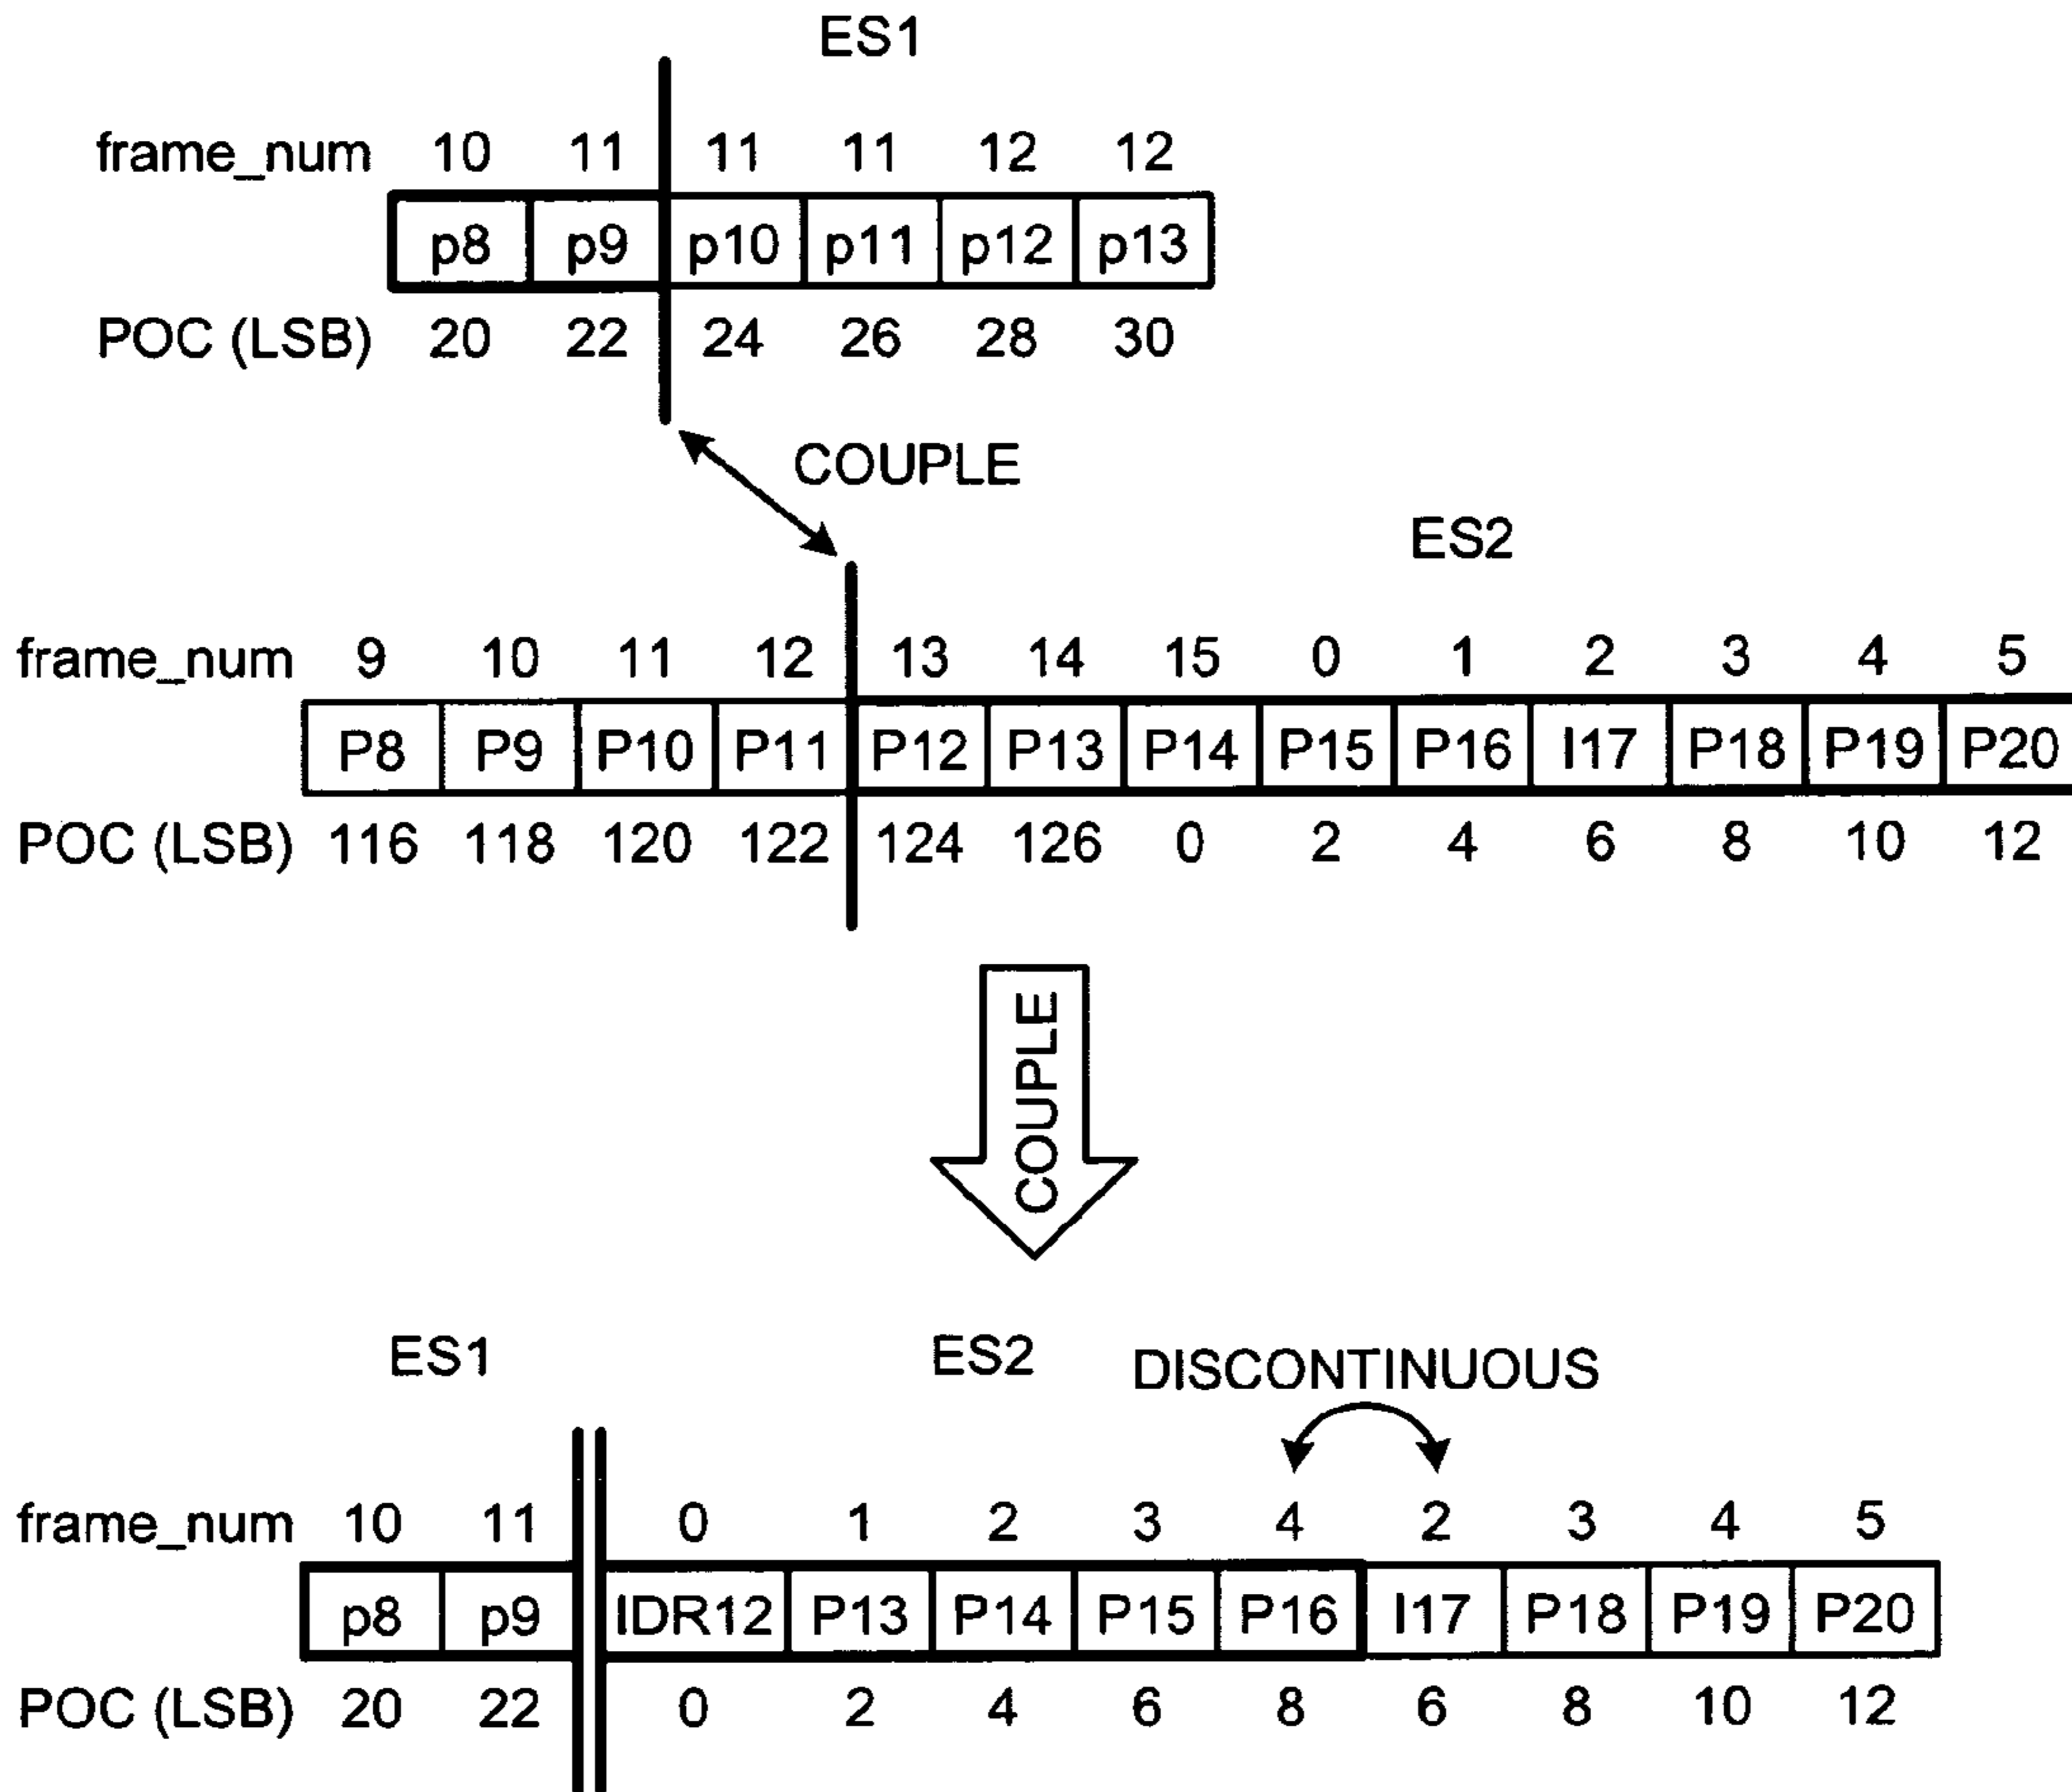 ES1
frame_num 10 11 11 11 12 12
p8 p9 p10 p11 p12 p13
POC (LSB) 20 22 24 26 28 30
COUPLE
ES2
frame_num 9 10 11 12 13 14 15 0 1 2 3 4 5
P8 P9 P10 P11 P12 P13 P14 P15 P16 I17 P18 P19 P20
POC (LSB) 116 118 120 122 124 126 0 2 4 6 8 10 12
COUPLE
ES1 ES2 DISCONTINUOUS
frame_num 10 11 0 1 2 3 4 2 3 4 5
p8 p9 IDR12 P13 P14 P15 P16 I17 P18 P19 P20
POC (LSB) 20 22 0 2 4 6 8 6 8 10 12